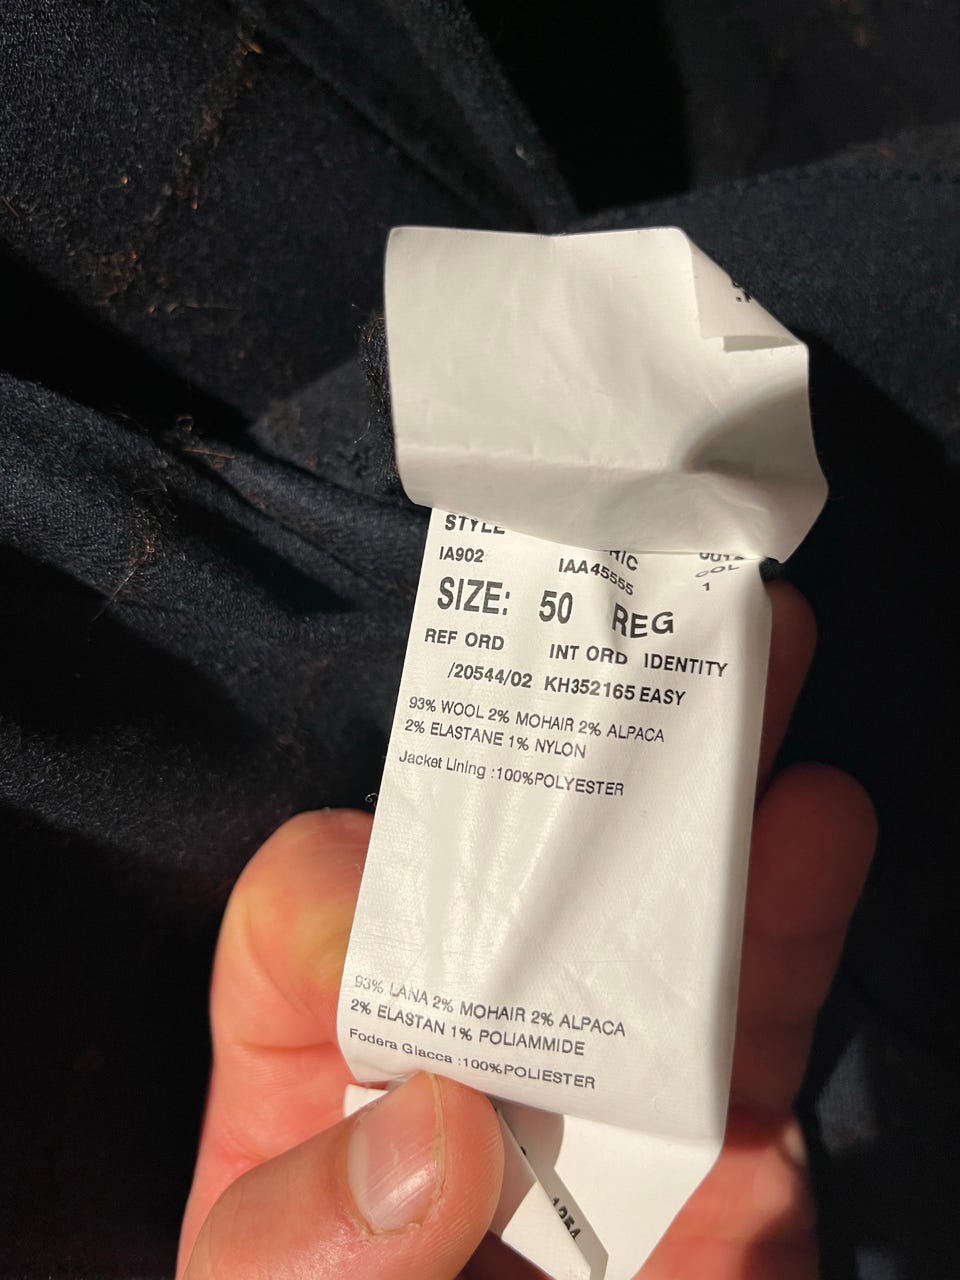 STYLE
IA902 IAA45555 1
COL
SIZE: 50 REG
REF ORD INT ORD IDENTITY
/20544/02 KH352165 EASY
93% WOOL 2% MOHAIR 2% ALPACA
2% ELASTANE 1% NYLON
Jacket Lining :100%POLYESTER
93% LANA 2% MOHAIR 2% ALPACA
2% ELASTAN 1% POLIAMMIDE
Fodera Giacca :100%POLIESTER